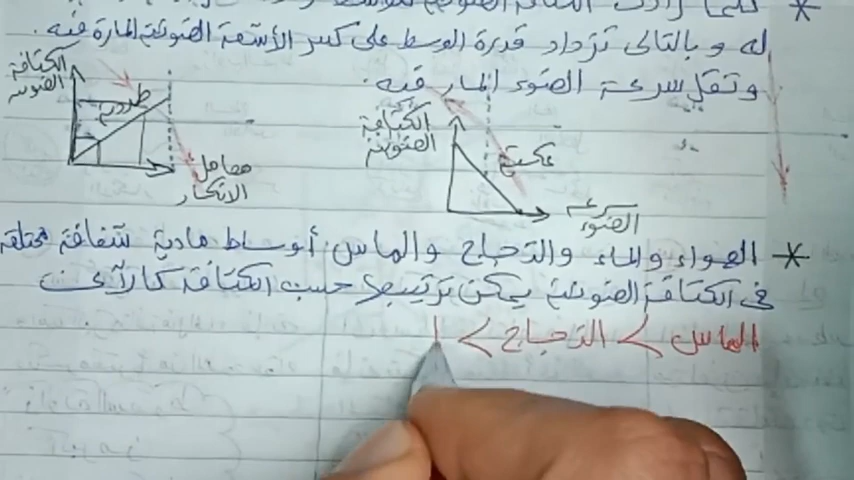 * كلما زادت الكثافة الضوئية للوسط
له وبالتالى تزداد قدرة الوسط على كسر الأشعة الضوئية المارة فيه.
وتقل سرعة الضوء المار فيه.
الكثافة الضوئية
عكسية
سرعة الضوء
الكثافة الضوئية
طردية
معامل الانكسار
* الهواء والماء والزجاج والماس أوساط مادية شفافة مختلفة
فى الكثافة الضوئية يمكن ترتيبها حسب الكثافة كالآتى
الماس > الزجاج > ا